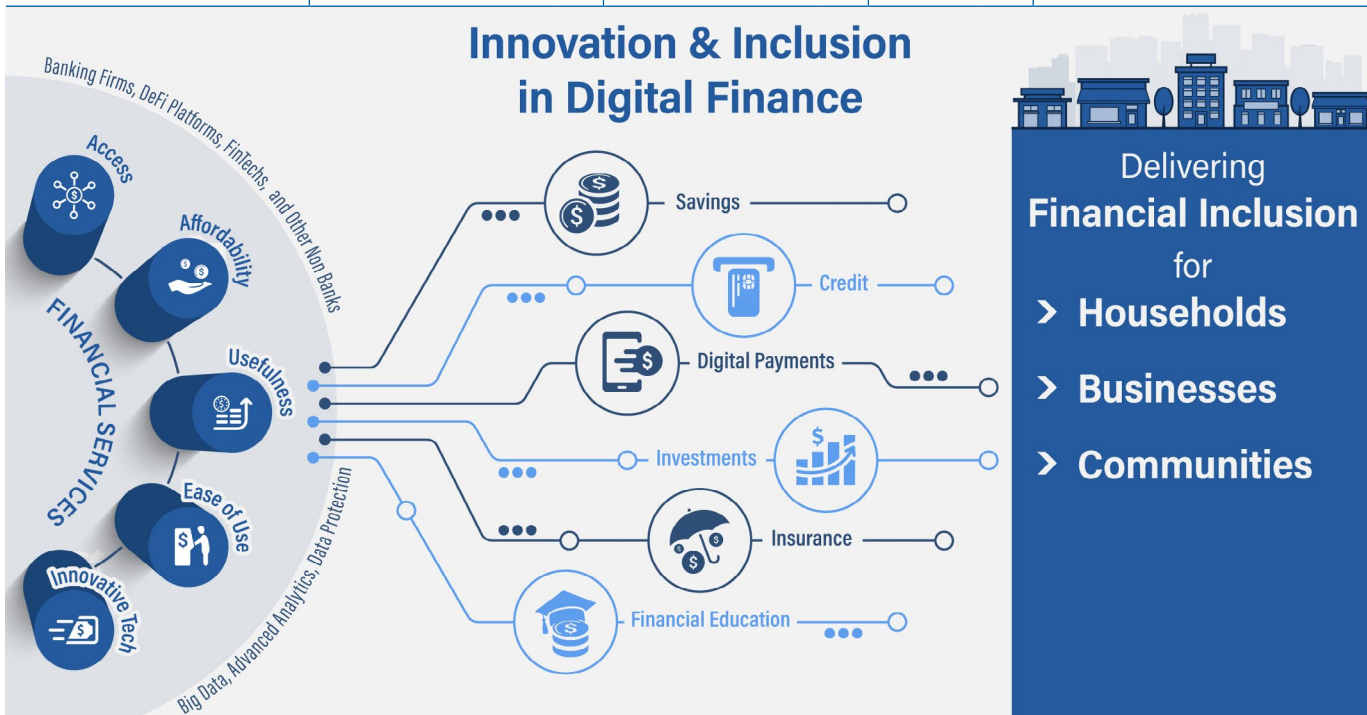 Innovation & Inclusion
in Digital Finance
Banking Firms, DeFi Platforms, FinTechs, and Other Non Banks
Access
Affordability
Usefulness
Ease of Use
Innovative Tech
FINANCIAL SERVICES
Big Data, Advanced Analytics, Data Protection
Savings
Credit
Digital Payments
Investments
Insurance
Financial Education
Delivering
Financial Inclusion
for
Households
Businesses
Communities